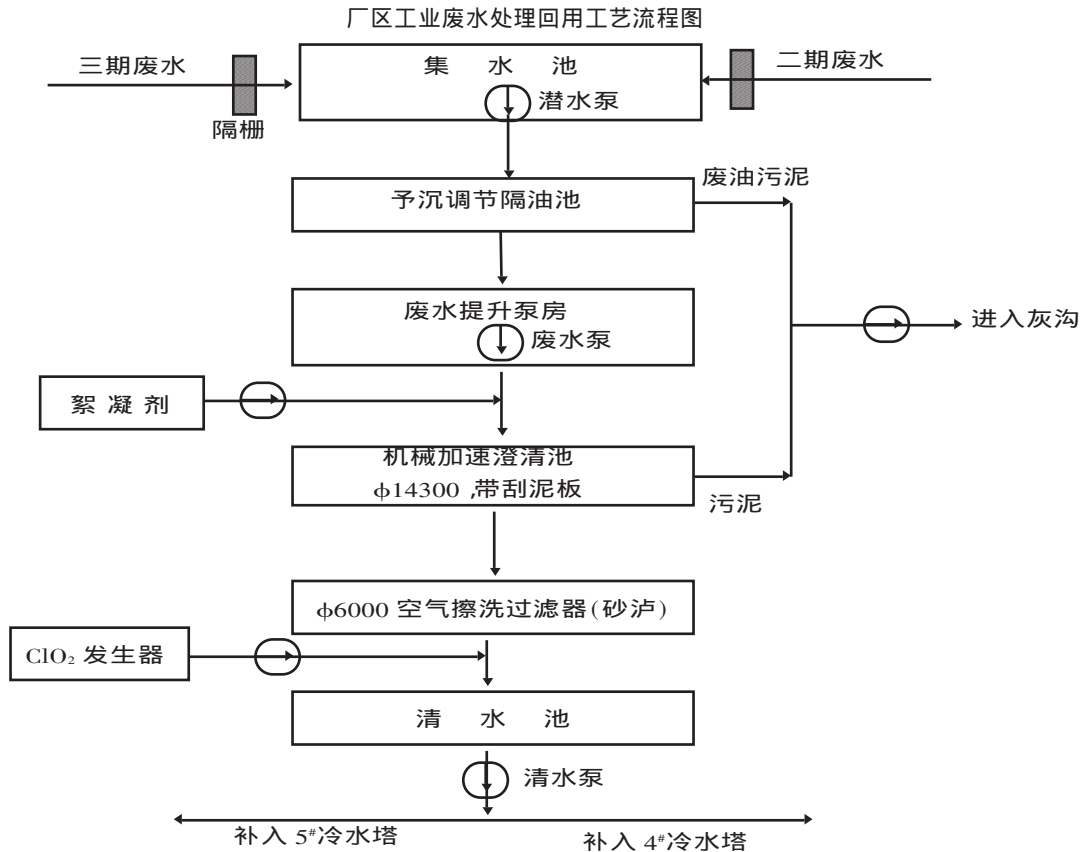 厂区工业废水处理回用工艺流程图
三期废水
集 水 池
二期废水
潜水泵
隔栅
废油污泥
予沉调节隔油池
废水提升泵房
废水泵
进入灰沟
絮 凝 剂
机械加速澄清池
ф14300 ,带刮泥板
污泥
ф6000 空气擦洗过滤器(砂泸)
ClO₂ 发生器
清 水 池
清水泵
补入 5#冷水塔
补入 4#冷水塔